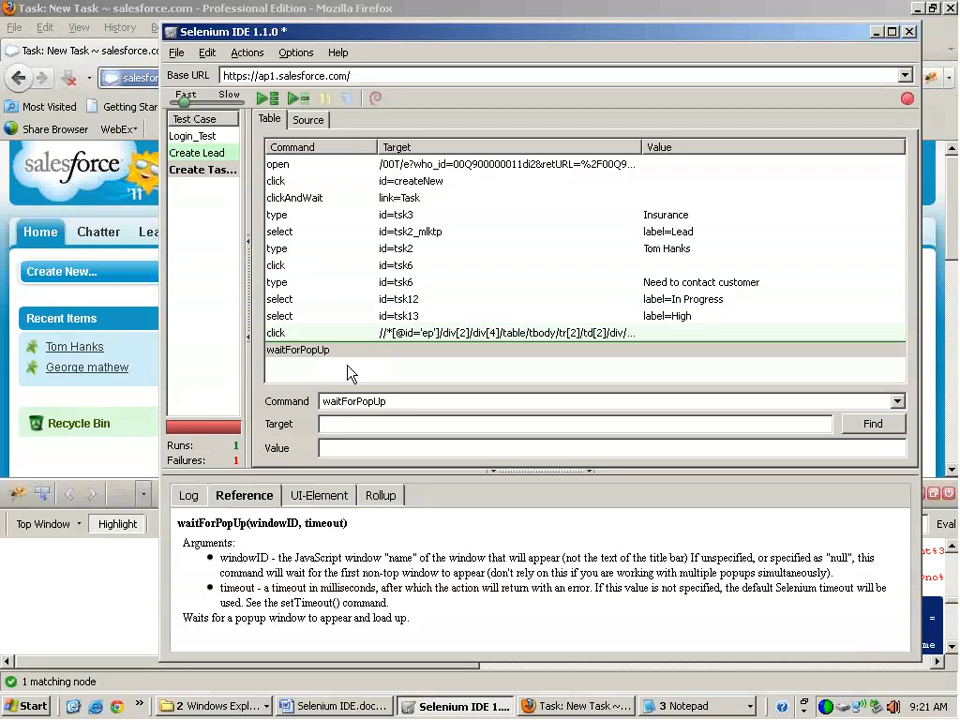 Task: New Task ~ salesforce.com - Professional Edition - Mozilla Firefox
File Edit View History
Task: New Task ~ salesforce.co
salesfo
Most Visited Getting Star
Share Browser WebEx
salesforce
'11
Home Chatter Lea
Create New...
Recent Items
Tom Hanks
George mathew
Recycle Bin
Top Window Highlight
1 matching node
Selenium IDE 1.1.0 *
File Edit Actions Options Help
Base URL https://ap1.salesforce.com/
Fast Slow
Test Case
Login_Test
Create Lead
Create Tas...
Runs: 1
Failures: 1
Table Source
Command Target Value
open /00T/e?who_id=00Q900000011di2&retURL=%2F00Q9...
click id=createNew
clickAndWait link=Task
type id=tsk3 Insurance
select id=tsk2_mlktp label=Lead
type id=tsk2 Tom Hanks
click id=tsk6
type id=tsk6 Need to contact customer
select id=tsk12 label=In Progress
select id=tsk13 label=High
click //*[@id='ep']/div[2]/div[4]/table/tbody/tr[2]/td[2]/div/...
waitForPopUp
Command waitForPopUp
Target Find
Value
Log Reference UI-Element Rollup
waitForPopUp(windowID, timeout)
Arguments:
windowID - the JavaScript window "name" of the window that will appear (not the text of the title bar) If unspecified, or specified as "null", this
command will wait for the first non-top window to appear (don't rely on this if you are working with multiple popups simultaneously).
timeout - a timeout in milliseconds, after which the action will return with an error. If this value is not specified, the default Selenium timeout will be
used. See the setTimeout() command.
Waits for a popup window to appear and load up.
Eval
=
me
Start 2 Windows Expl... Selenium IDE.doc... Selenium IDE 1.... Task: New Task ~... 3 Notepad 9:21 AM